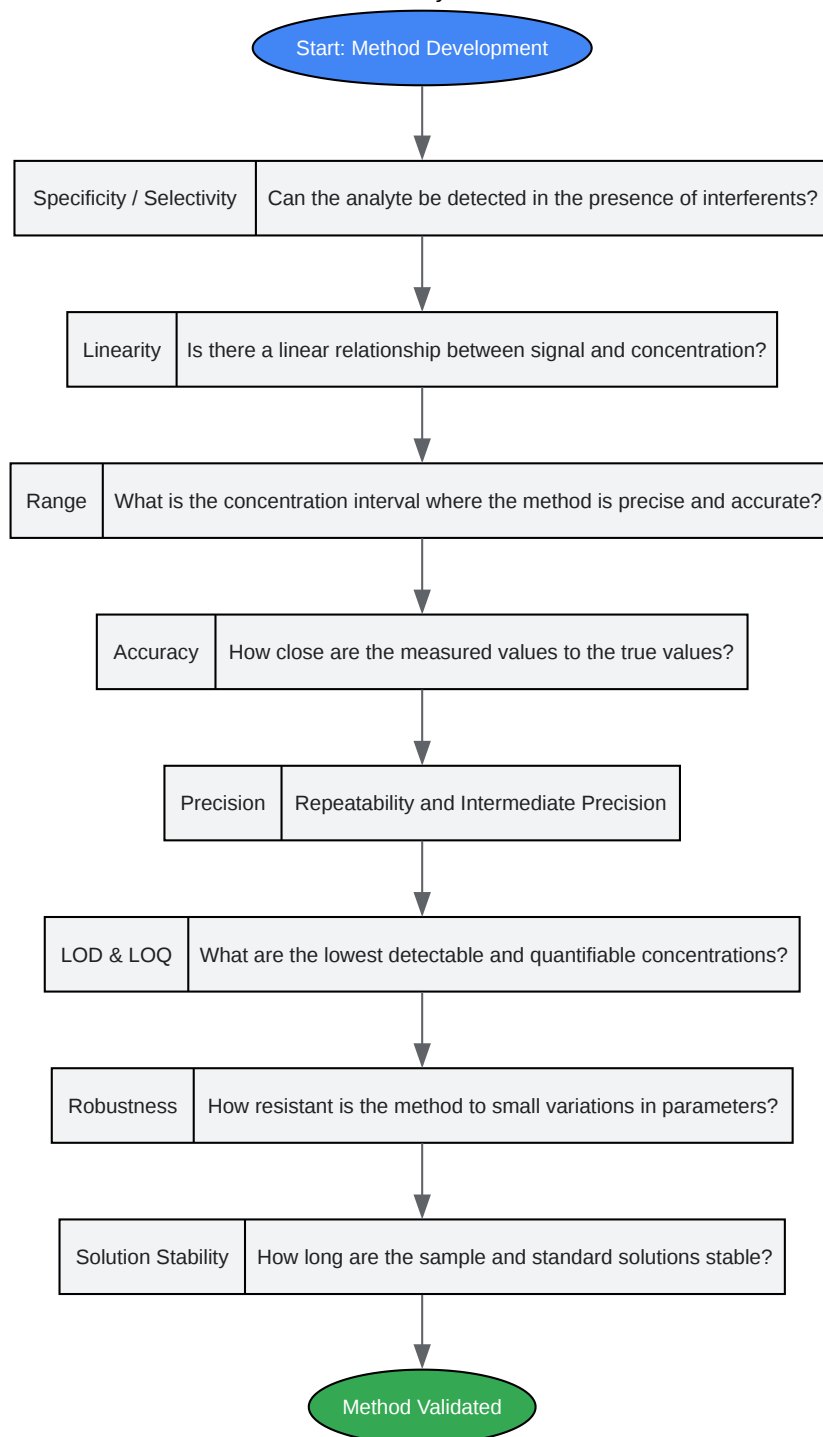 Start: Method Development
Specificity / Selectivity
Can the analyte be detected in the presence of interferents?
Linearity
Is there a linear relationship between signal and concentration?
Range
What is the concentration interval where the method is precise and accurate?
Accuracy
How close are the measured values to the true values?
Precision
Repeatability and Intermediate Precision
LOD & LOQ
What are the lowest detectable and quantifiable concentrations?
Robustness
How resistant is the method to small variations in parameters?
Solution Stability
How long are the sample and standard solutions stable?
Method Validated